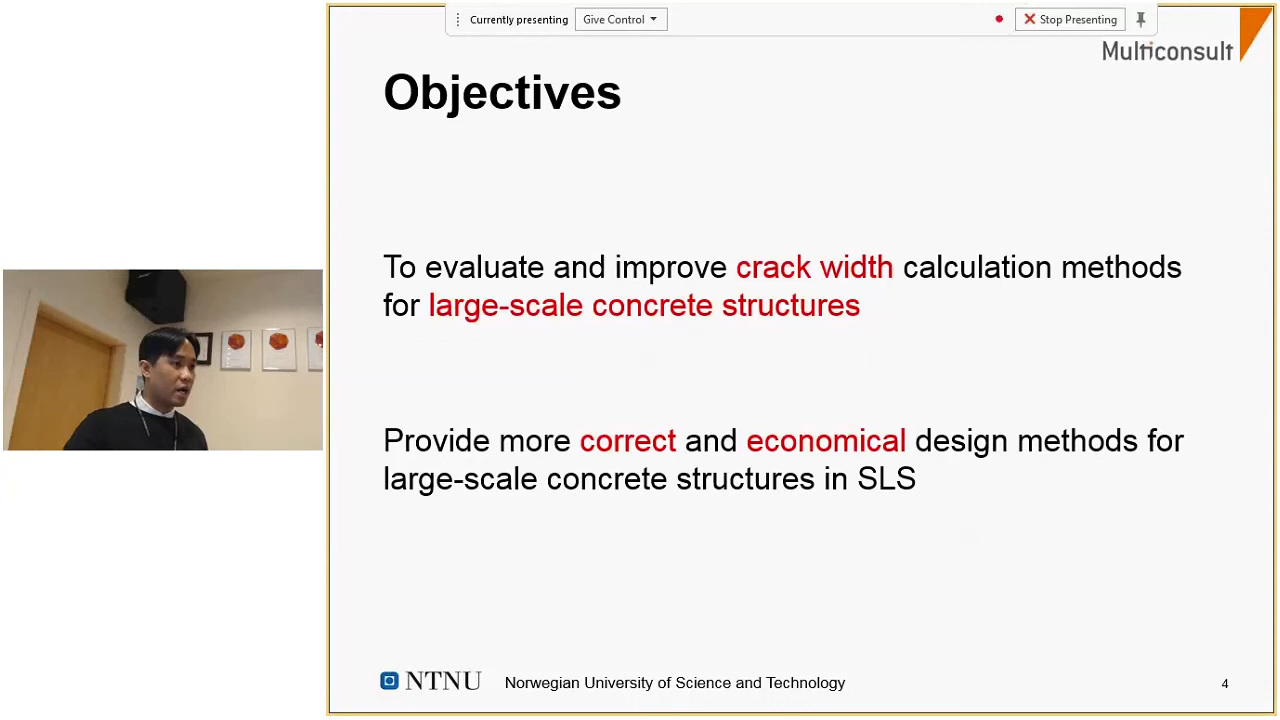 Currently presenting
Give Control
Stop Presenting
Multiconsult
Objectives
To evaluate and improve crack width calculation methods
for large-scale concrete structures
Provide more correct and economical design methods for
large-scale concrete structures in SLS
NTNU
Norwegian University of Science and Technology
4